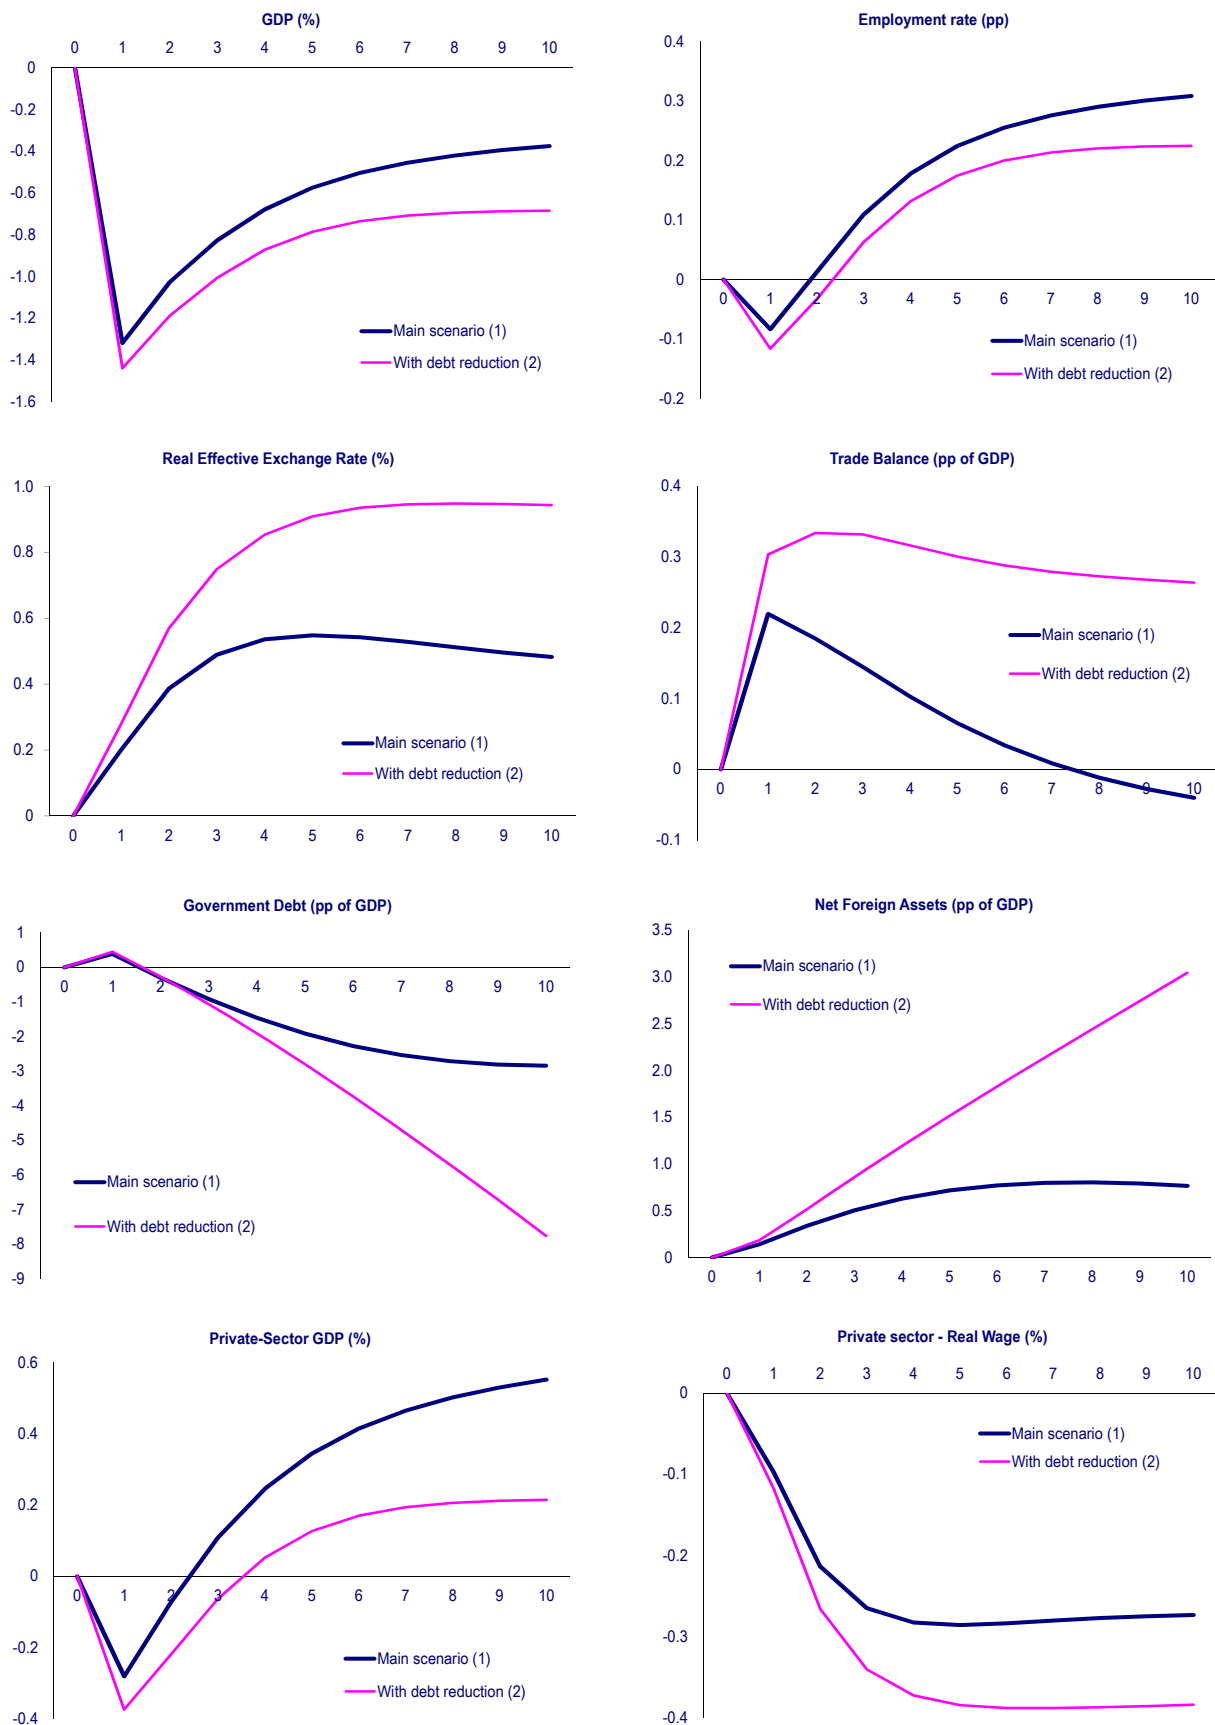 GDP (%)
0 1 2 3 4 5 6 7 8 9 10
0
-0.2
-0.4
-0.6
-0.8
-1.0
-1.2
-1.4
-1.6
Main scenario (1)
With debt reduction (2)
Employment rate (pp)
0.4
0.3
0.2
0.1
0
-0.1
-0.2
0 1 2 3 4 5 6 7 8 9 10
Main scenario (1)
With debt reduction (2)
Real Effective Exchange Rate (%)
1.0
0.8
0.6
0.4
0.2
0
Main scenario (1)
With debt reduction (2)
0 1 2 3 4 5 6 7 8 9 10
Trade Balance (pp of GDP)
0.4
0.3
0.2
0.1
0
-0.1
Main scenario (1)
With debt reduction (2)
0 1 2 3 4 5 6 7 8 9 10
Government Debt (pp of GDP)
1
0
-1
-2
-3
-4
-5
-6
-7
-8
-9
0 1 2 3 4 5 6 7 8 9 10
Main scenario (1)
With debt reduction (2)
Net Foreign Assets (pp of GDP)
3.5
3.0
2.5
2.0
1.5
1.0
0.5
0
Main scenario (1)
With debt reduction (2)
0 1 2 3 4 5 6 7 8 9 10
Private-Sector GDP (%)
0.6
0.4
0.2
0
-0.2
-0.4
0 1 2 3 4 5 6 7 8 9 10
Main scenario (1)
With debt reduction (2)
Private sector - Real Wage (%)
0 1 2 3 4 5 6 7 8 9 10
0
-0.1
-0.2
-0.3
-0.4
Main scenario (1)
With debt reduction (2)